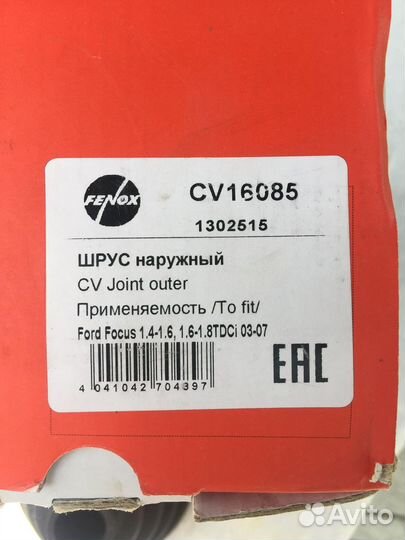 FENOX
CV16085
1302515
ШРУС наружный
CV Joint outer
Применяемость /To fit/
Ford Focus 1.4-1.6, 1.6-1.8TDCi 03-07
4 041042 704397
EAC
Avito